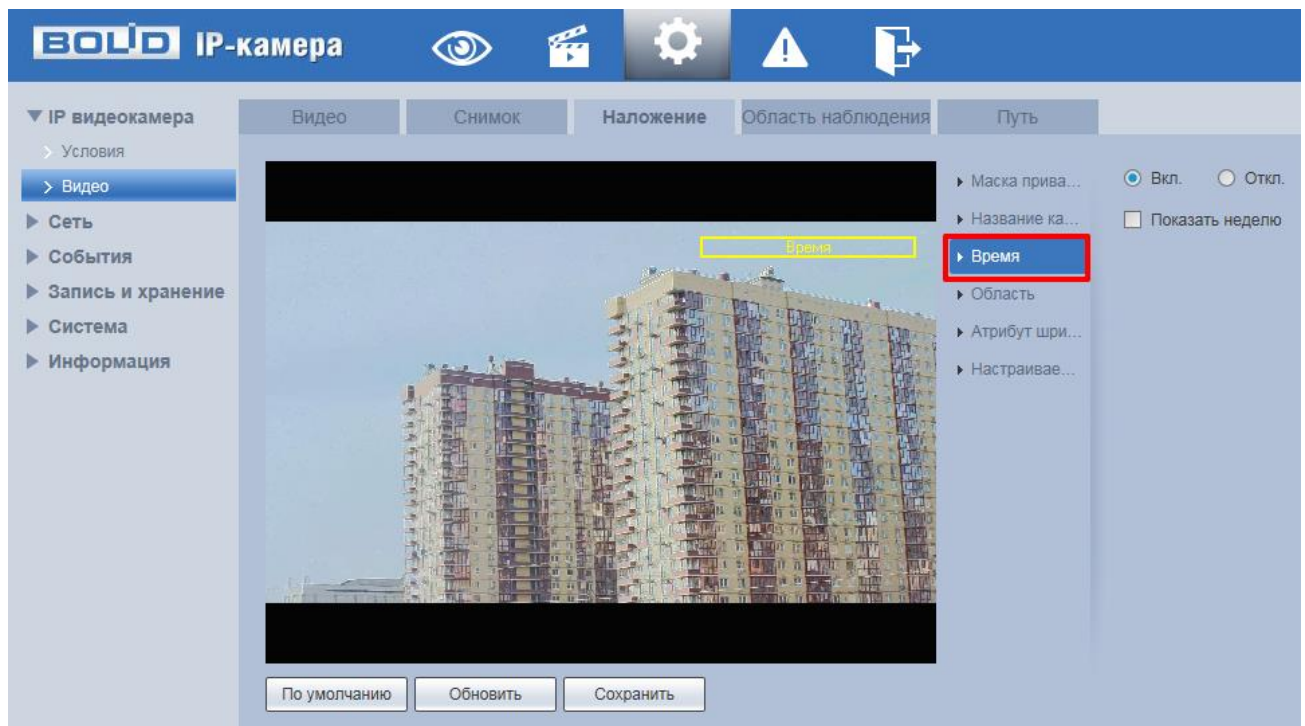 BOLID IP-камера
IP видеокамера
Условия
Видео
Сеть
События
Запись и хранение
Система
Информация
Видео Снимок Наложение Область наблюдения Путь
Время
Маска прива...
Название ка...
Время
Область
Атрибут шри...
Настраивае...
Вкл. Откл.
Показать неделю
По умолчанию Обновить Сохранить